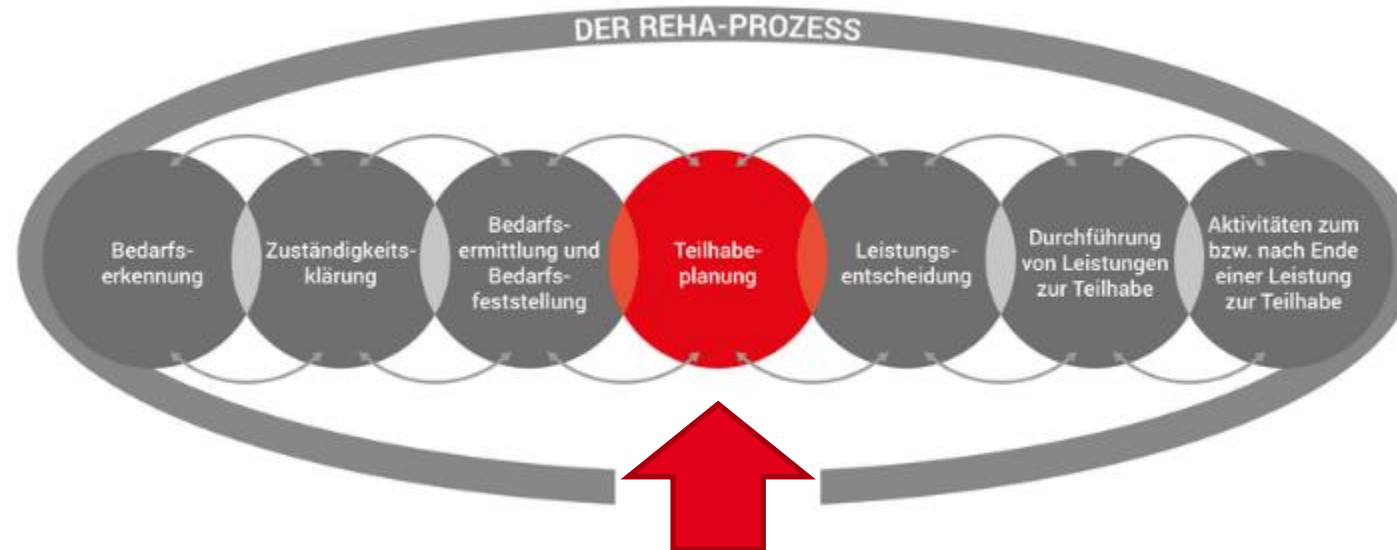 DER REHA-PROZESS
Bedarfs-
erkennung
Zuständigkeits-
klärung
Bedarfs-
ermittlung und
Bedarfs-
feststellung
Teilhabe-
planung
Leistungs-
entscheidung
Durchführung
von Leistungen
zur Teilhabe
Aktivitäten zum
bzw. nach Ende
einer Leistung
zur Teilhabe